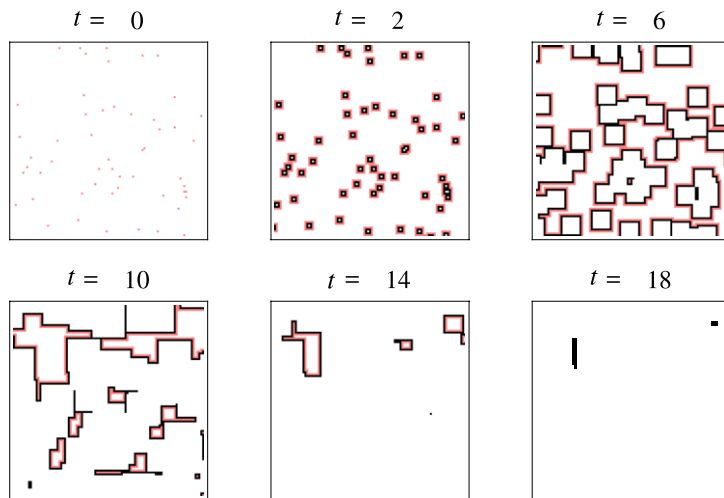 t = 0
t = 2
t = 6
t = 10
t = 14
t = 18